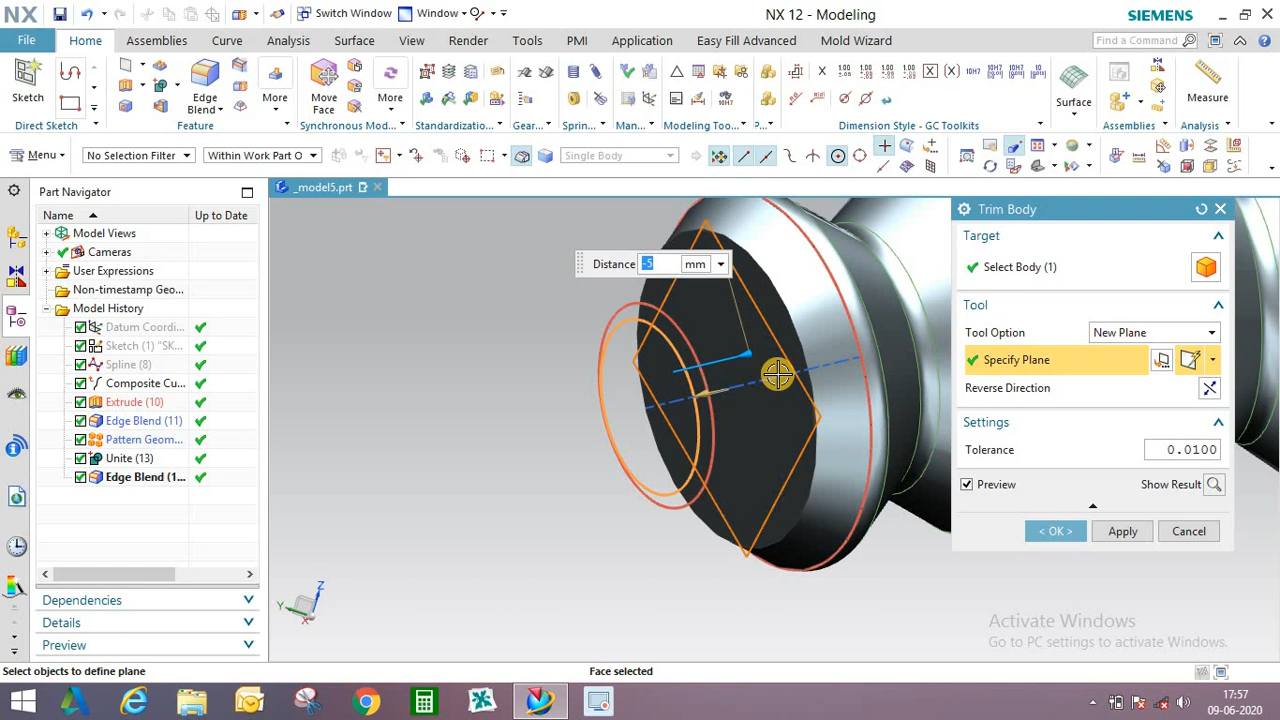 NX
Switch Window
Window
NX 12 - Modeling
SIEMENS
File
Home
Assemblies
Curve
Analysis
Surface
View
Render
Tools
PMI
Application
Easy Fill Advanced
Mold Wizard
Find a Command
Sketch
Edge
Blend
More
Move
Face
More
Surface
Measure
Direct Sketch
Feature
Synchronous Mod...
Standardization...
Gear...
Sprin...
Man...
Modeling Too...
P...
Dimension Style - GC Toolkits
Assemblies
Analysis
Menu
No Selection Filter
Within Work Part O
Single Body
Part Navigator
_model5.prt
Name
Up to Date
Model Views
Cameras
User Expressions
Non-timestamp Geo...
Model History
Datum Coordi...
Sketch (1) "SK...
Spline (8)
Composite Cu...
Extrude (10)
Edge Blend (11)
Pattern Geom...
Unite (13)
Edge Blend (1...
Dependencies
Details
Preview
Distance -5 mm
Trim Body
Target
Select Body (1)
Tool
Tool Option
New Plane
Specify Plane
Reverse Direction
Settings
Tolerance
0.0100
Preview
Show Result
< OK >
Apply
Cancel
Z
Y
X
Activate Windows
Go to PC settings to activate Windows.
Select objects to define plane
Face selected
17:57
09-06-2020